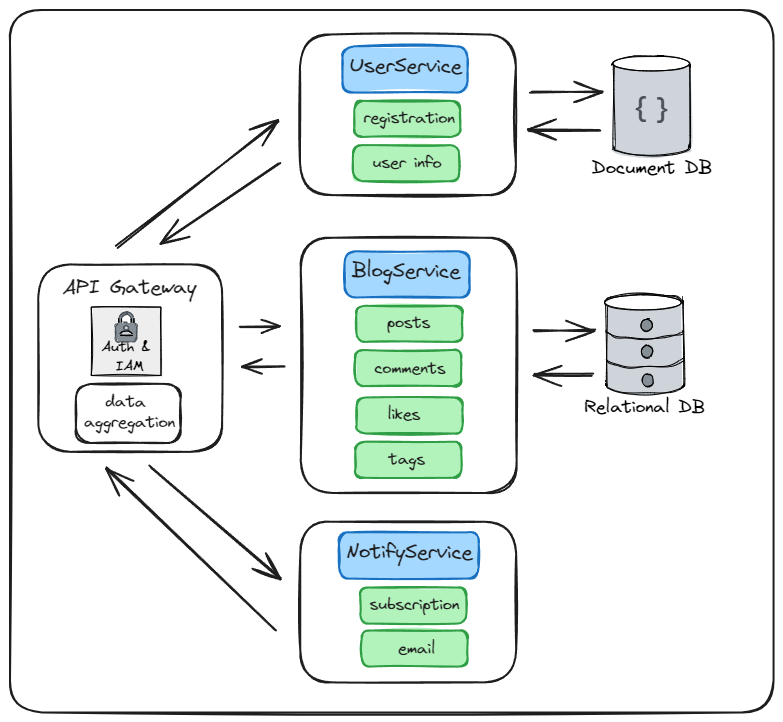 UserService
registration
user info
{ }
Document DB
API Gateway
Auth &
IAM
data
aggregation
BlogService
posts
comments
likes
tags
Relational DB
NotifyService
subscription
email